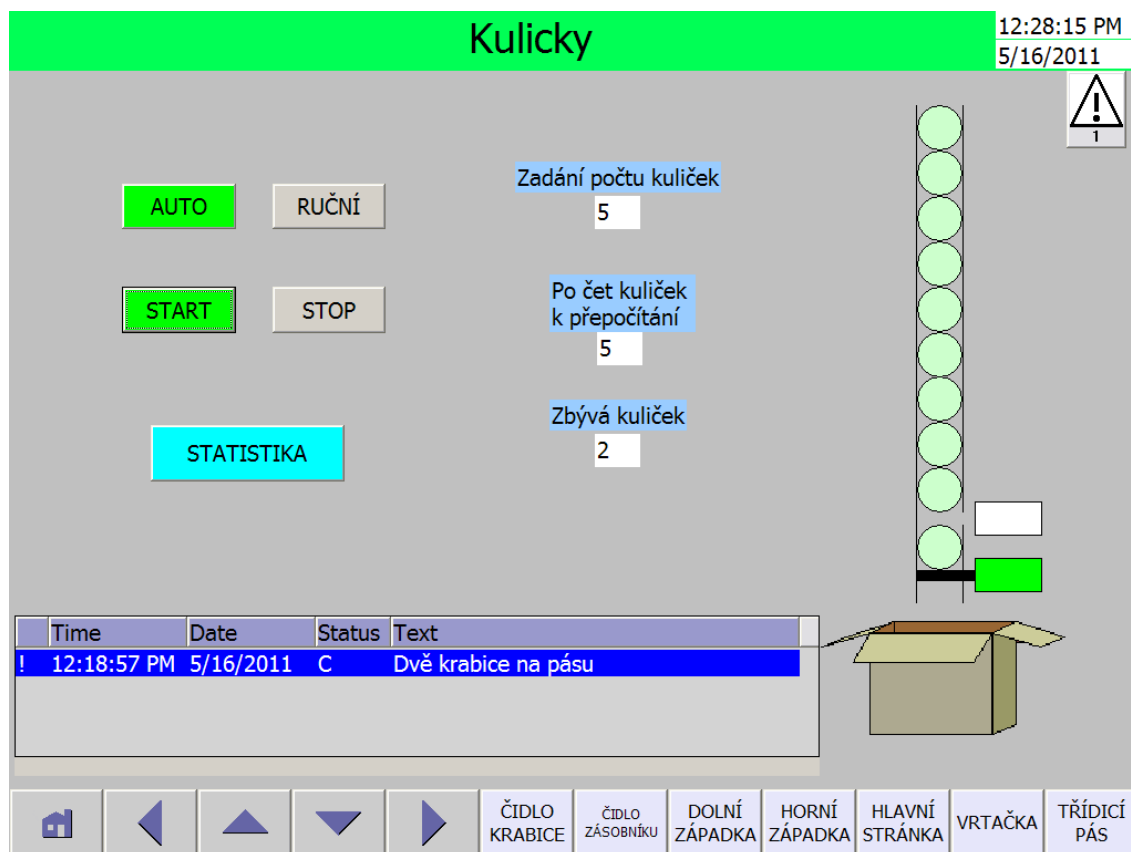 Kulicky
12:28:15 PM
5/16/2011
1
AUTO
RUČNÍ
Zadání počtu kuliček
5
START
STOP
Po čet kuliček
k přepočítání
5
Zbývá kuliček
2
STATISTIKA
Time Date Status Text
! 12:18:57 PM 5/16/2011 C Dvě krabice na pásu
ČIDLO
KRABICE
ČIDLO
ZÁSOBNÍKU
DOLNÍ
ZÁPADKA
HORNÍ
ZÁPADKA
HLAVNÍ
STRÁNKA
VRTAČKA
TŘÍDICÍ
PÁS